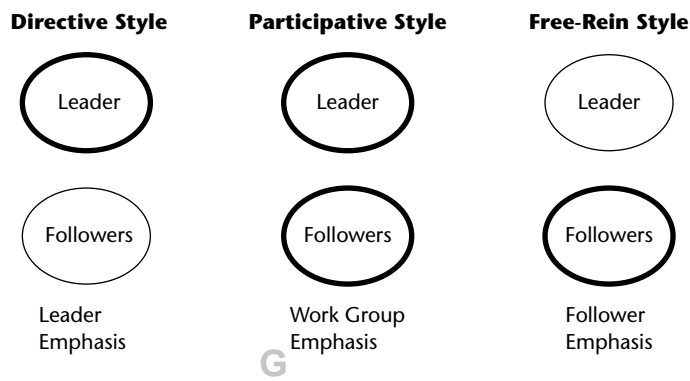 Directive Style Participative Style Free-Rein Style
Leader Leader Leader
Followers Followers Followers
Leader Work Group Follower
Emphasis Emphasis Emphasis
G